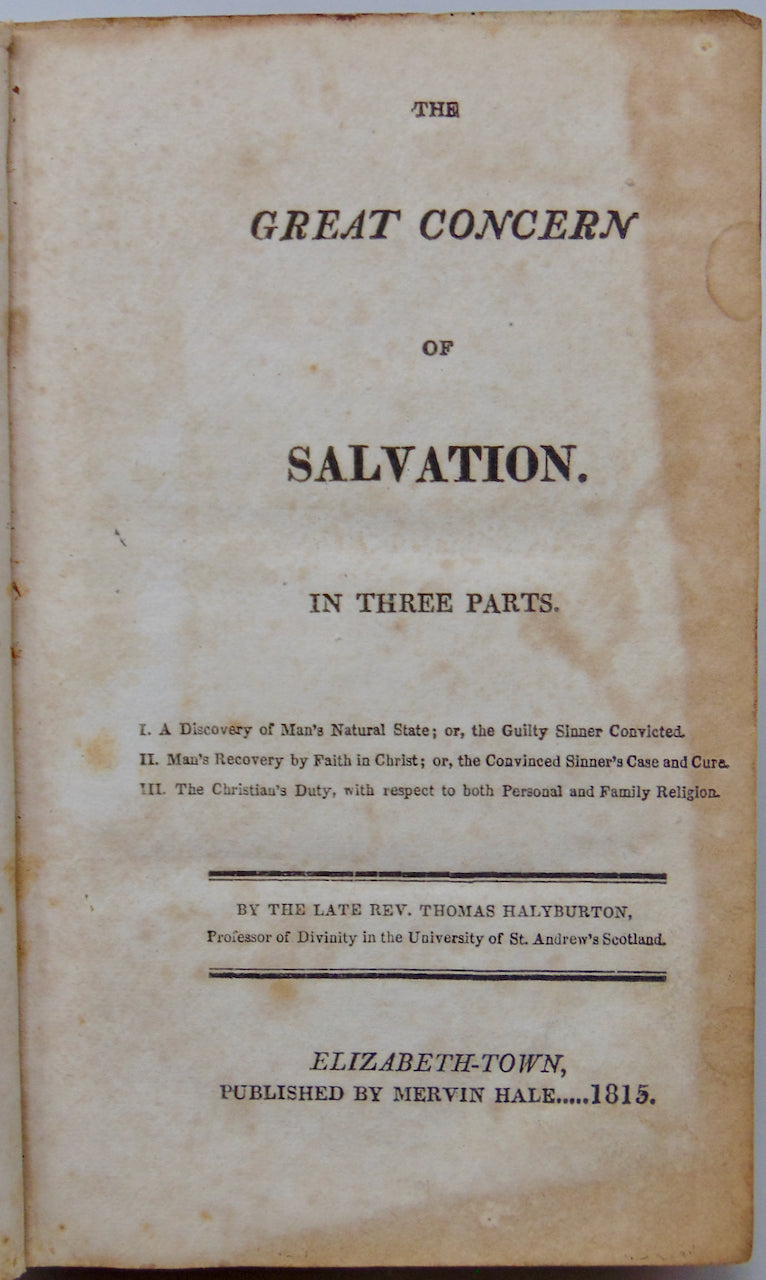 THE
GREAT CONCERN
OF
SALVATION.
IN THREE PARTS.
I. A Discovery of Man's Natural State; or, the Guilty Sinner Convicted.
II. Man's Recovery by Faith in Christ; or, the Convinced Sinner's Case and Cure.
III. The Christian's Duty, with respect to both Personal and Family Religion.
BY THE LATE REV. THOMAS HALYBURTON,
Professor of Divinity in the University of St. Andrew's Scotland.
ELIZABETH-TOWN,
PUBLISHED BY MERVIN HALE.....1815.